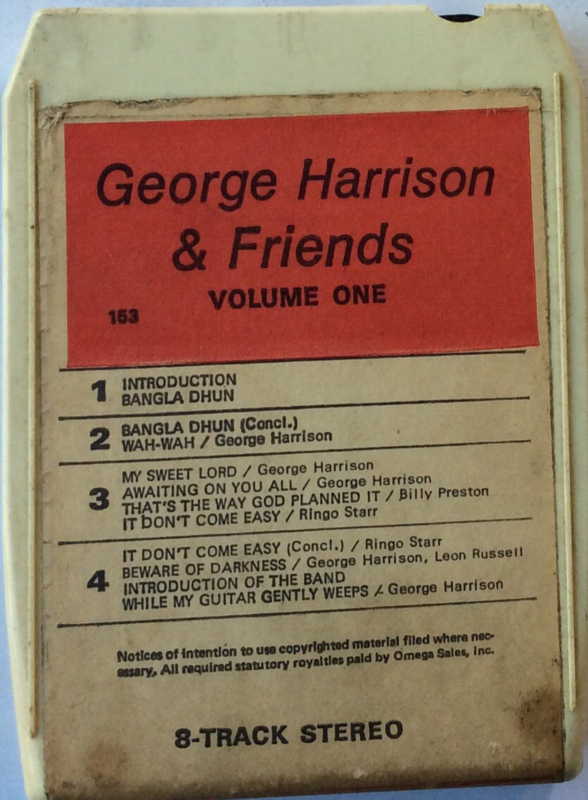 George Harrison
& Friends
VOLUME ONE
153
1 INTRODUCTION
BANGLA DHUN
2 BANGLA DHUN (Concl.)
WAH-WAH / George Harrison
3 MY SWEET LORD / George Harrison
AWAITING ON YOU ALL / George Harrison
THAT'S THE WAY GOD PLANNED IT / Billy Preston
IT DON'T COME EASY / Ringo Starr
4 IT DON'T COME EASY (Concl.) / Ringo Starr
BEWARE OF DARKNESS / George Harrison, Leon Russell
INTRODUCTION OF THE BAND
WHILE MY GUITAR GENTLY WEEPS / George Harrison
Notices of intention to use copyrighted material filed where nec-
essary, All required statutory royalties paid by Omega Sales, Inc.
8-TRACK STEREO